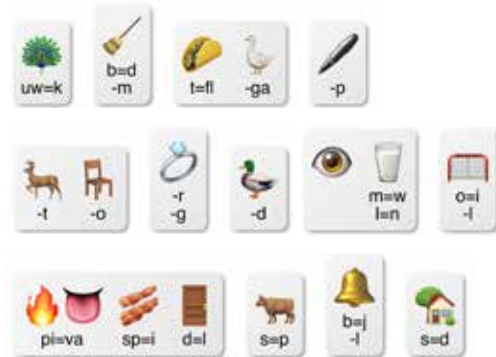 uw=k b=d t=fl -ga -p
-m
-t -o -r -d m=w o=i
-g l=n -l
pi=va sp=i d=l s=p b=j s=d
-l